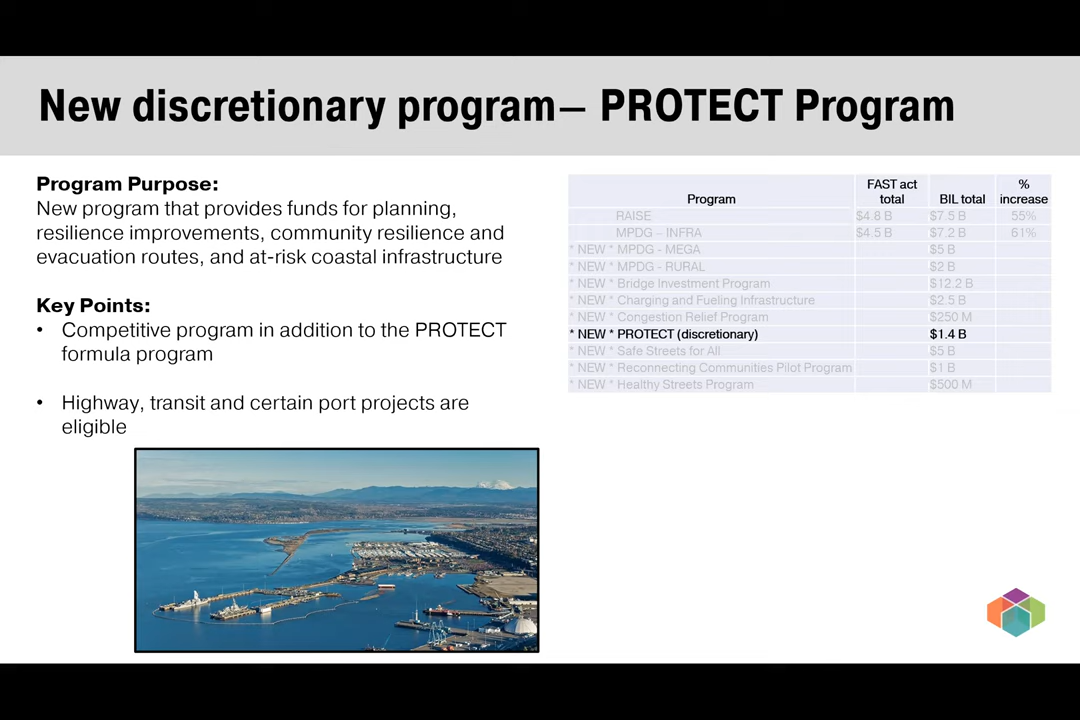 New discretionary program– PROTECT Program
Program Purpose:
New program that provides funds for planning,
resilience improvements, community resilience and
evacuation routes, and at-risk coastal infrastructure
Key Points:
• Competitive program in addition to the PROTECT
formula program
• Highway, transit and certain port projects are
eligible
Program FAST act total BIL total % increase
RAISE $4.8 B $7.5 B 55%
MPDG – INFRA $4.5 B $7.2 B 61%
* NEW * MPDG - MEGA $5 B
* NEW * MPDG - RURAL $2 B
* NEW * Bridge Investment Program $12.2 B
* NEW * Charging and Fueling Infrastructure $2.5 B
* NEW * Congestion Relief Program $250 M
* NEW * PROTECT (discretionary) $1.4 B
* NEW * Safe Streets for All $5 B
* NEW * Reconnecting Communities Pilot Program $1 B
* NEW * Healthy Streets Program $500 M